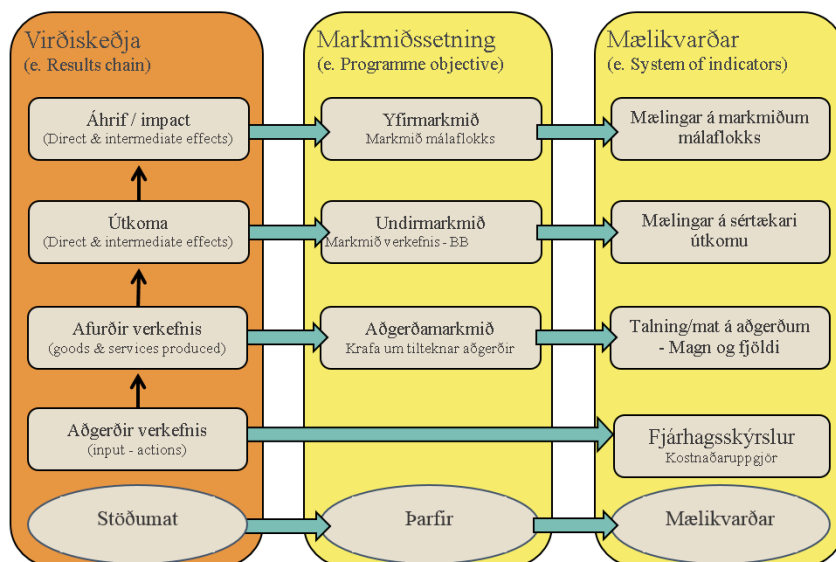 Virðiskeðja
(e. Results chain)
Áhrif / impact
(Direct & intermediate effects)
Útkoma
(Direct & intermediate effects)
Afurðir verkefnis
(goods & services produced)
Aðgerðir verkefnis
(input - actions)
Stöðumat
Markmiðssetning
(e. Programme objective)
Yfirmarkmið
Markmið málaflokks
Undirmarkmið
Markmið verkefnis - BB
Aðgerðamarkmið
Krafa um tilteknar aðgerðir
Þarfir
Mælikvarðar
(e. System of indicators)
Mælingar á markmiðum
málaflokks
Mælingar á sértækari
útkomu
Talning/mat á aðgerðum
- Magn og fjöldi
Fjárhagsskýrslur
Kostnaðaruppgjör
Mælikvarðar